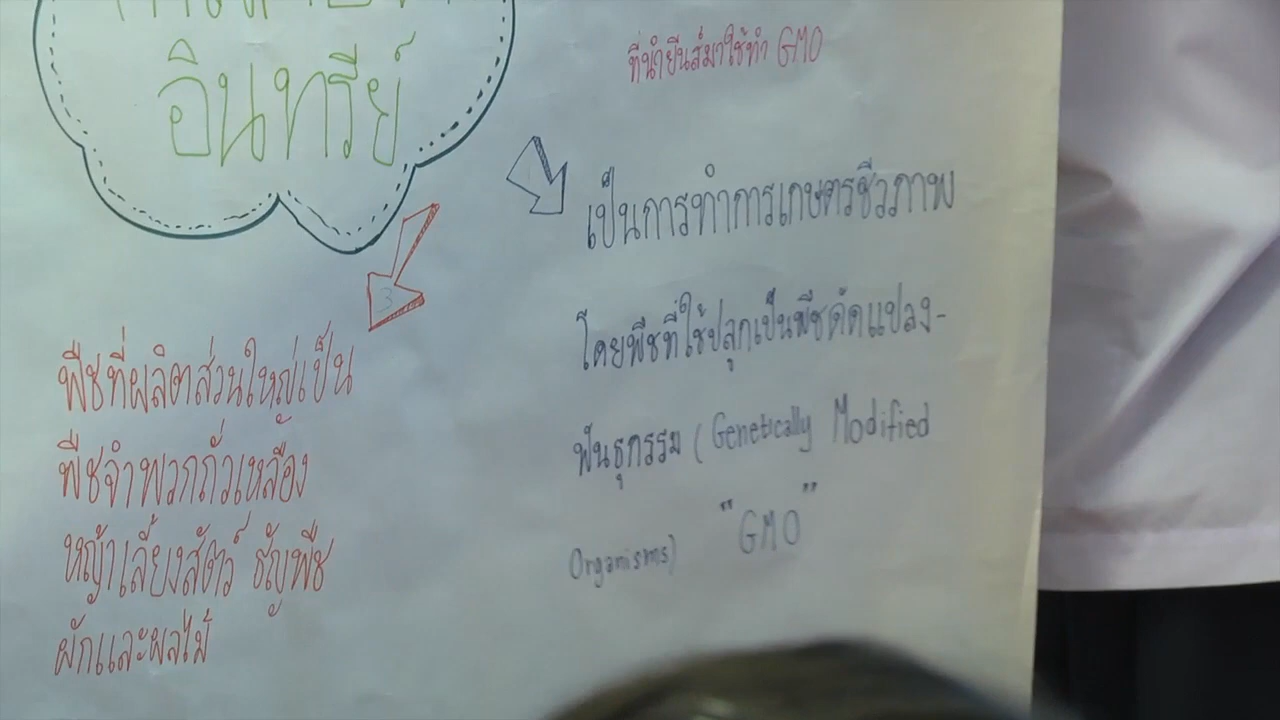 อินทรีย์
ที่นำยีนส์มาใช้ทำ GMO
เป็นการทำการเกษตรชีวภาพ
โดยพืชที่ใช้ปลูกเป็นพืชดัดแปลง-
พันธุกรรม (Genetically Modified
Organisms) "GMO"
3
พืชที่ผลิตส่วนใหญ่เป็น
พืชจำพวกถั่วเหลือง
หญ้าเลี้ยงสัตว์ ธัญพืช
ผักและผลไม้